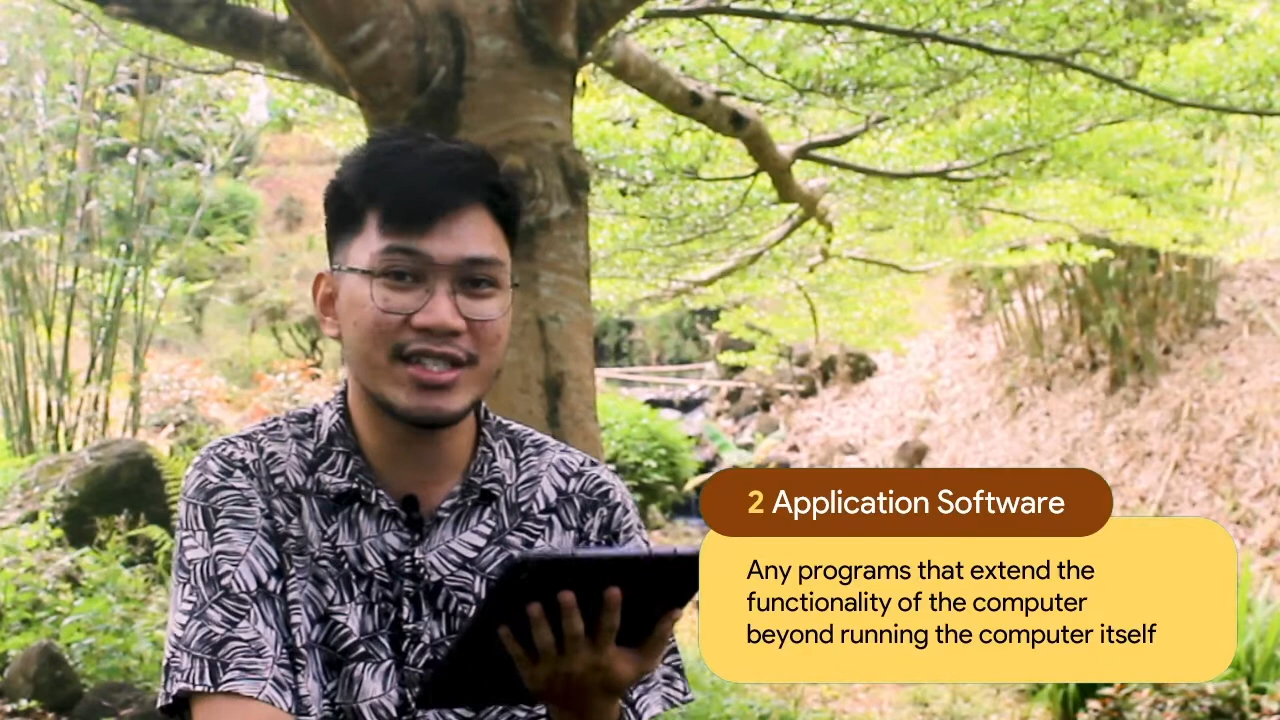 2 Application Software
Any programs that extend the
functionality of the computer
beyond running the computer itself